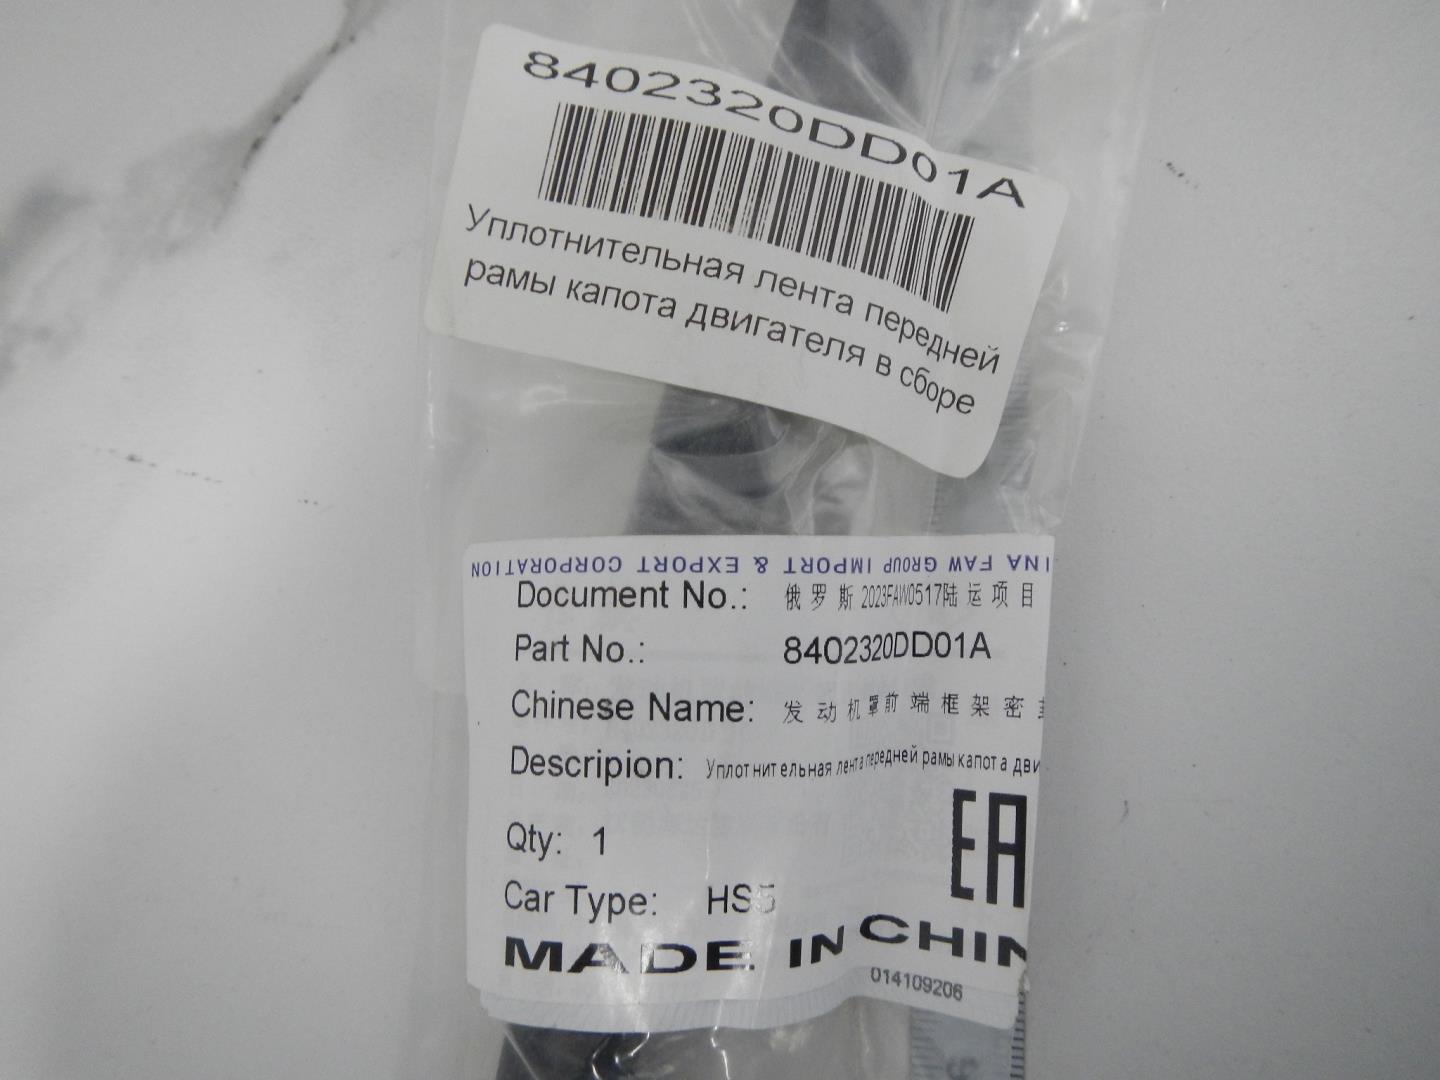 8402320DD01A
Уплотнительная лента передней
рамы капота двигателя в сборе
INA FAW GROUP IMPORT & EXPORT CORPORATION
Document No.: 俄罗斯2023FAW0517陆运项目
Part No.: 8402320DD01A
Chinese Name: 发动机罩前端框架密
Descripion: Уплотнительная лента передней рамы капота дви
Qty: 1
Car Type: HS5
EAC
MADE IN CHIN
014109206